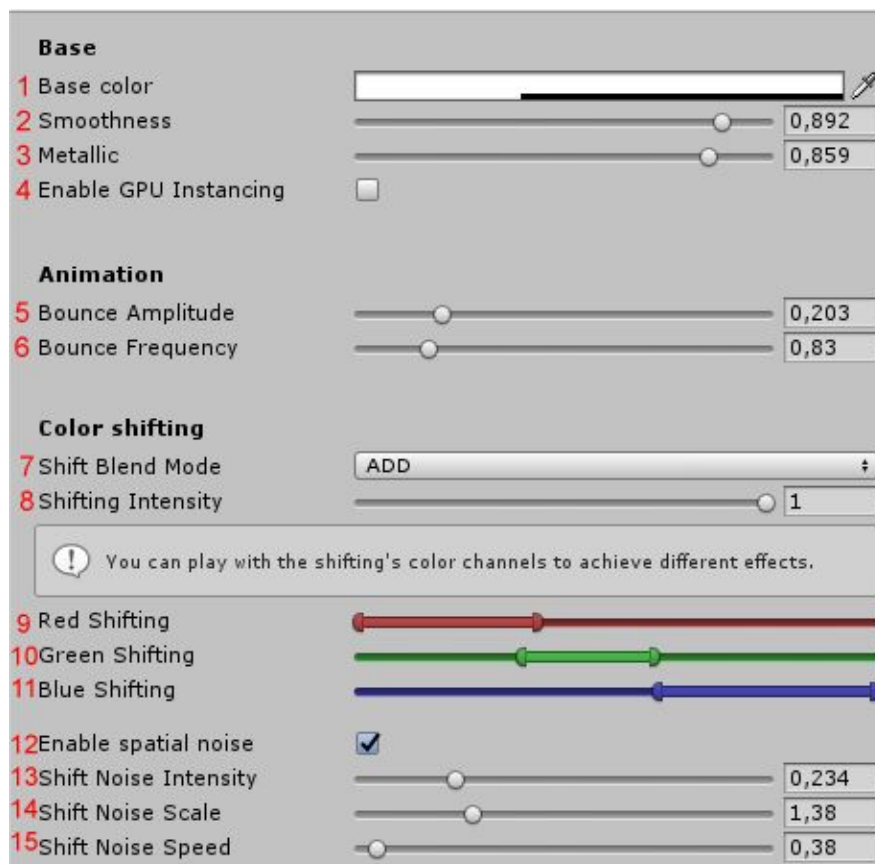 Base
1 Base color
2 Smoothness 0,892
3 Metallic 0,859
4 Enable GPU Instancing
Animation
5 Bounce Amplitude 0,203
6 Bounce Frequency 0,83
Color shifting
7 Shift Blend Mode ADD
8 Shifting Intensity 1
! You can play with the shifting's color channels to achieve different effects.
9 Red Shifting
10 Green Shifting
11 Blue Shifting
12 Enable spatial noise
13 Shift Noise Intensity 0,234
14 Shift Noise Scale 1,38
15 Shift Noise Speed 0,38